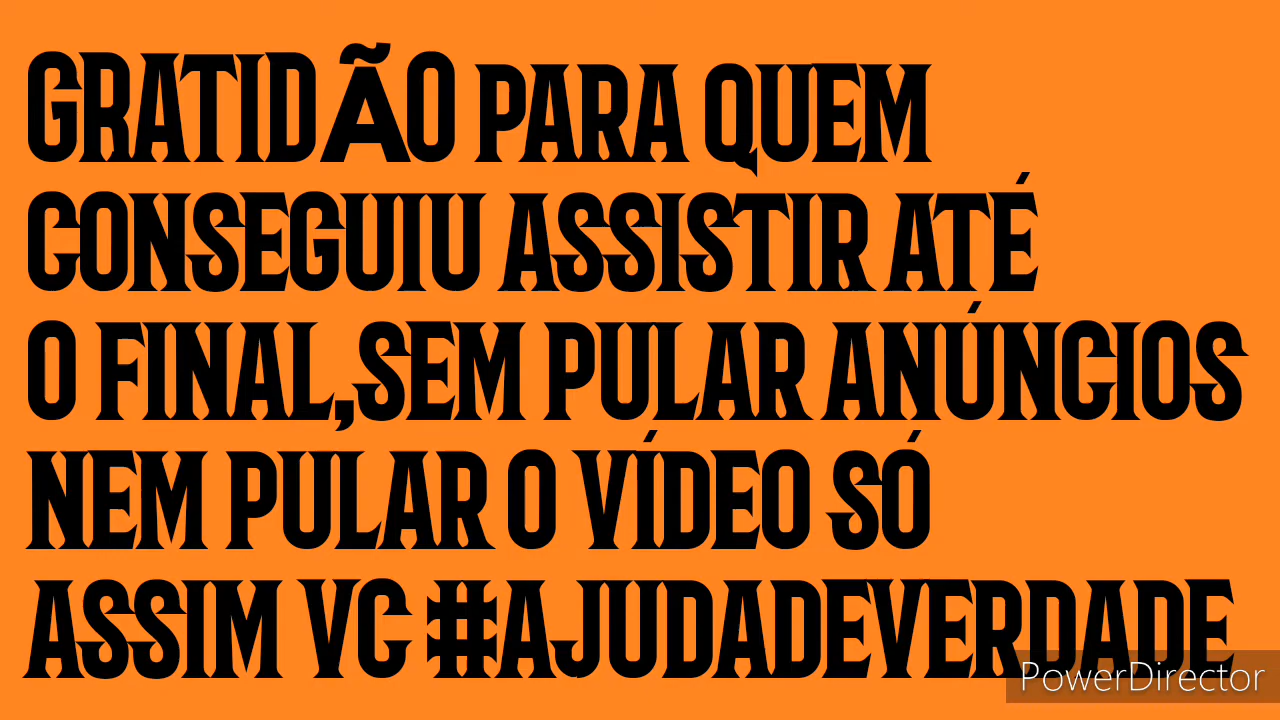 GRATIDÃO PARA QUEM
CONSEGUIU ASSISTIR ATÉ
O FINAL,SEM PULAR ANÚNCIOS
NEM PULAR O VÍDEO SÓ
ASSIM VC #AJUDADEVERDADE
PowerDirector